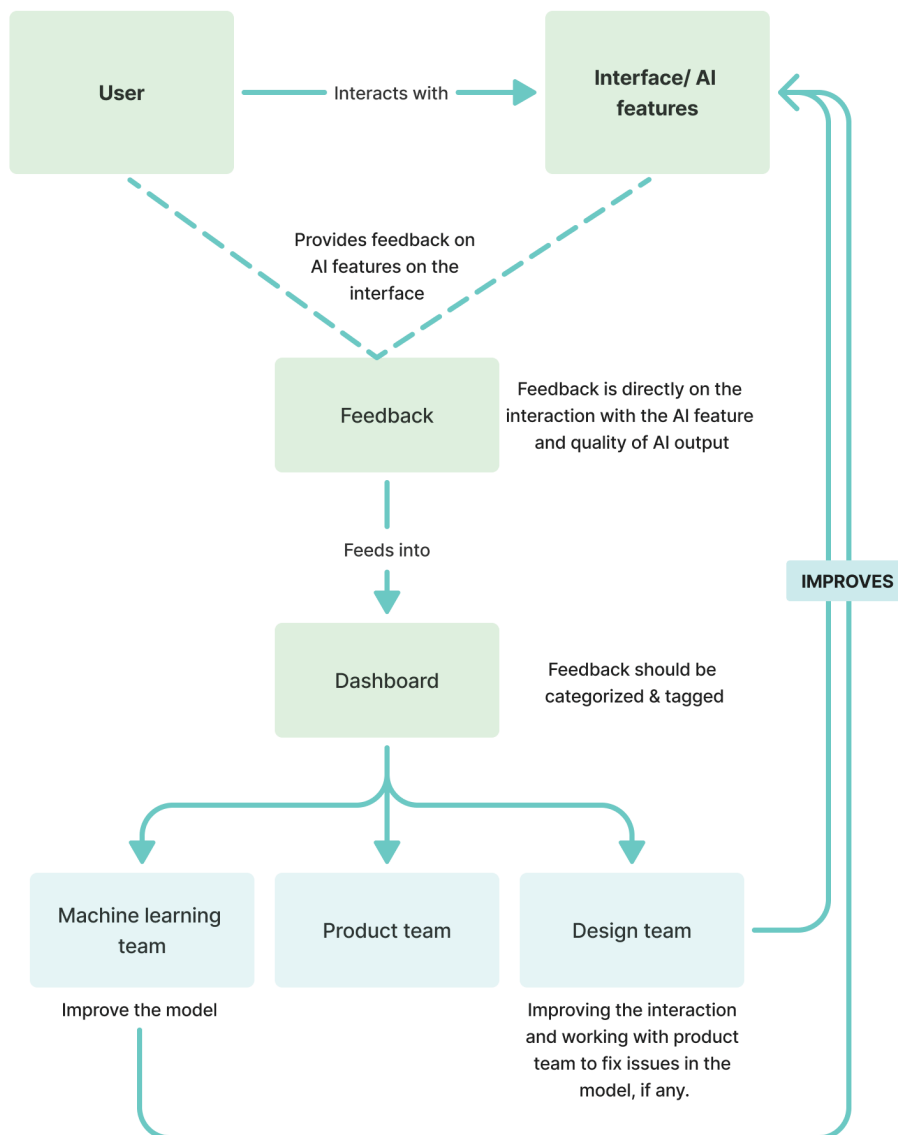 User
Interacts with
Interface/ AI
features
Provides feedback on
AI features on the
interface
Feedback
Feedback is directly on the
interaction with the AI feature
and quality of AI output
Feeds into
IMPROVES
Dashboard
Feedback should be
categorized & tagged
Machine learning
team
Product team
Design team
Improve the model
Improving the interaction
and working with product
team to fix issues in the
model, if any.